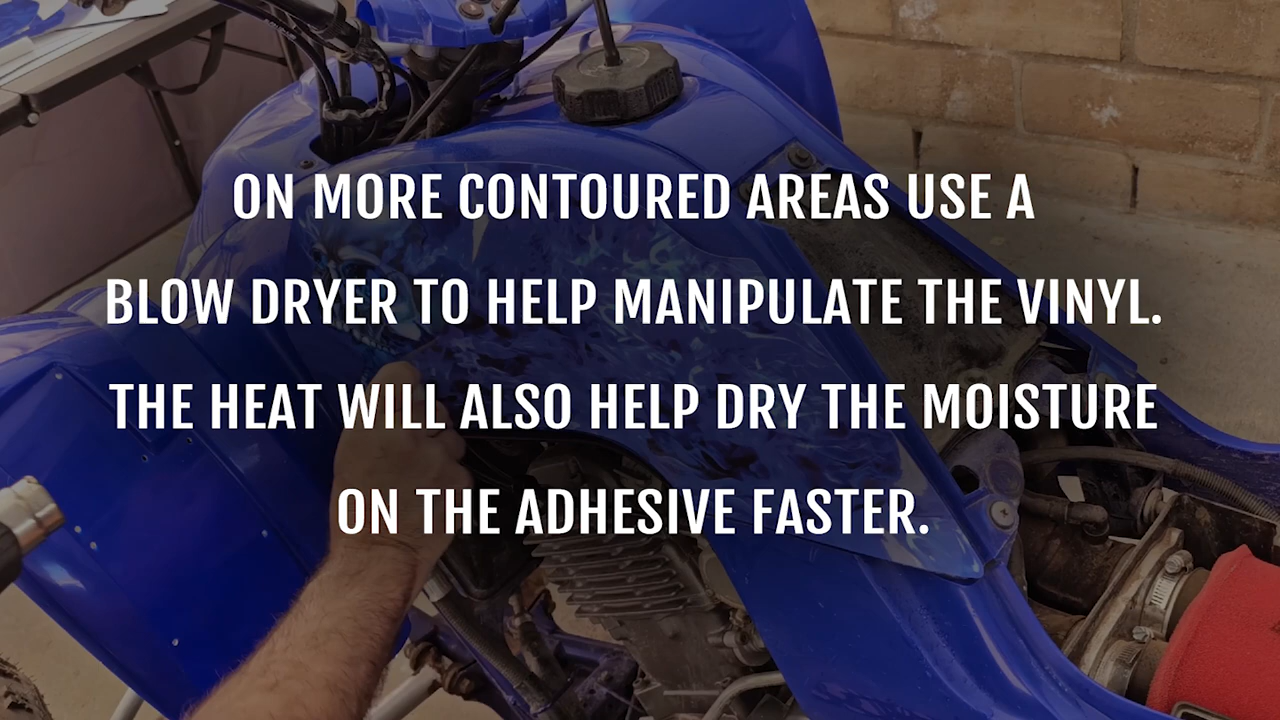 ON MORE CONTOURED AREAS USE A
BLOW DRYER TO HELP MANIPULATE THE VINYL.
THE HEAT WILL ALSO HELP DRY THE MOISTURE
ON THE ADHESIVE FASTER.